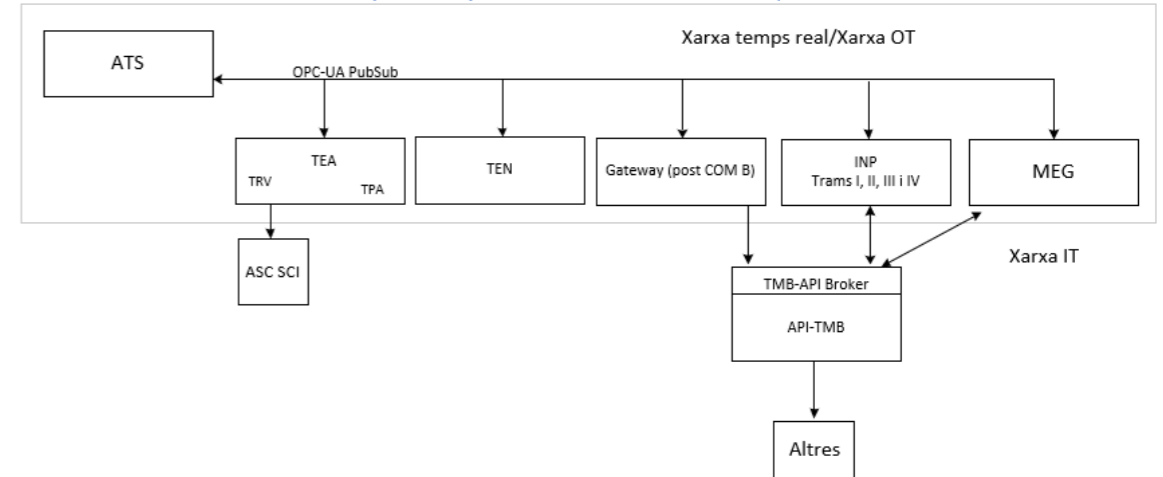 Xarxa temps real/Xarxa OT
ATS
OPC-UA PubSub
TEA
TRV
TPA
TEN
Gateway (post COM B)
INP
Trams I, II, III i IV
MEG
ASC SCI
Xarxa IT
TMB-API Broker
API-TMB
Altres